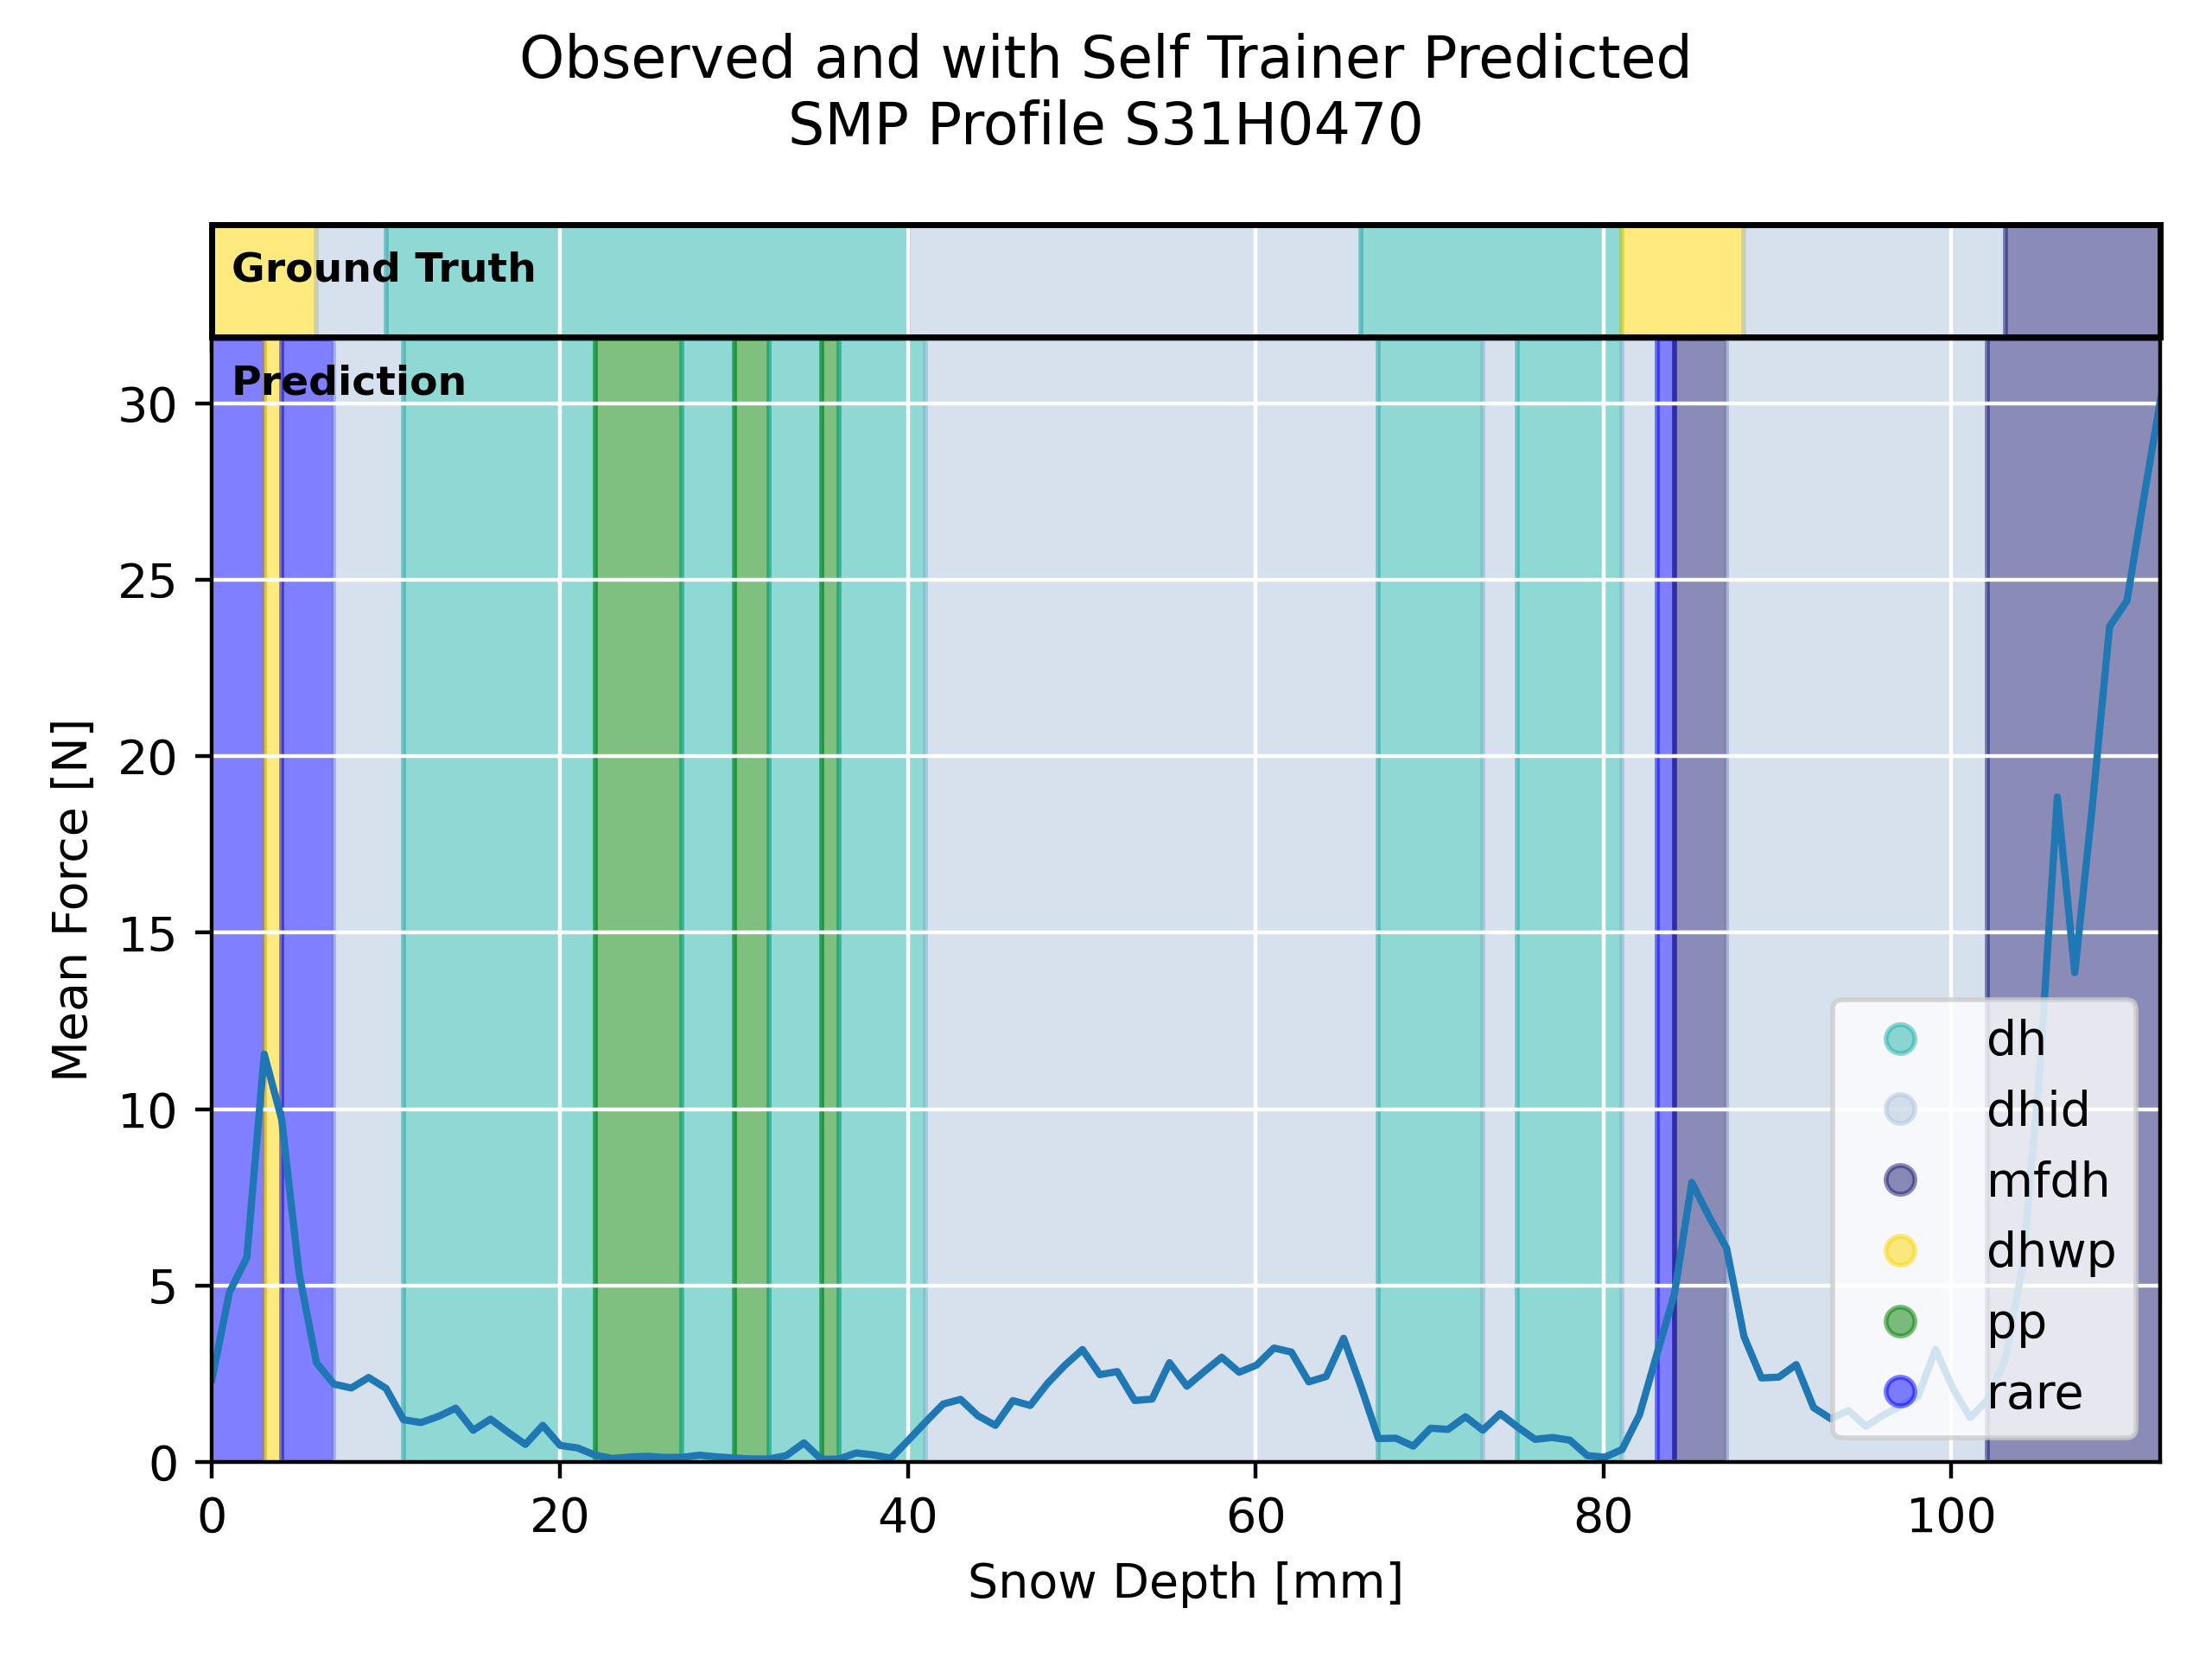 Observed and with Self Trainer Predicted
SMP Profile S31H0470
Ground Truth
Prediction
30
25
20
15
10
5
0
Mean Force [N]
dh
dhid
mfdh
dhwp
pp
rare
0 20 40 60 80 100
Snow Depth [mm]